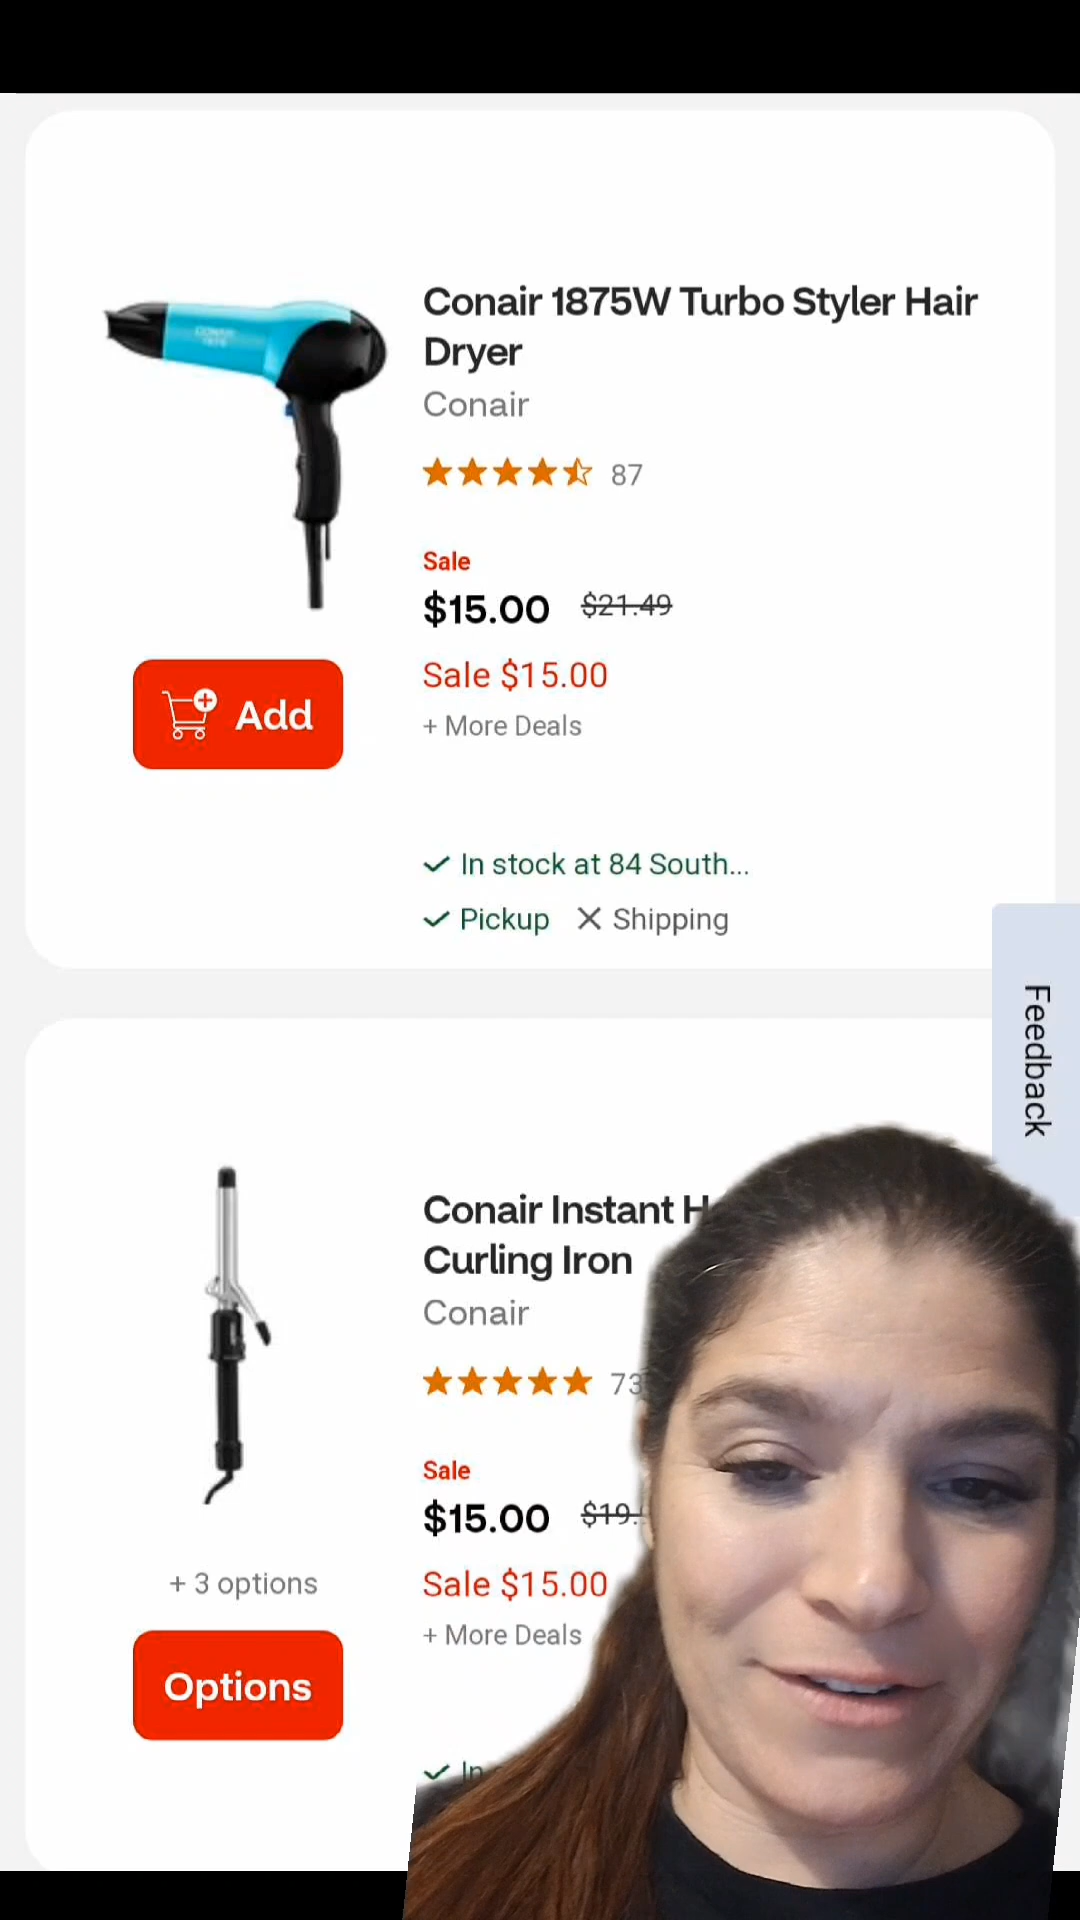 Conair 1875W Turbo Styler Hair
Dryer
Conair
87
Sale
$15.00 $21.49
Sale $15.00
+ More Deals
Add
In stock at 84 South...
Pickup Shipping
Feedback
Conair Instant
Curling Iron
Conair
73
Sale
$15.00
Sale $15.00
+ More Deals
+ 3 options
Options